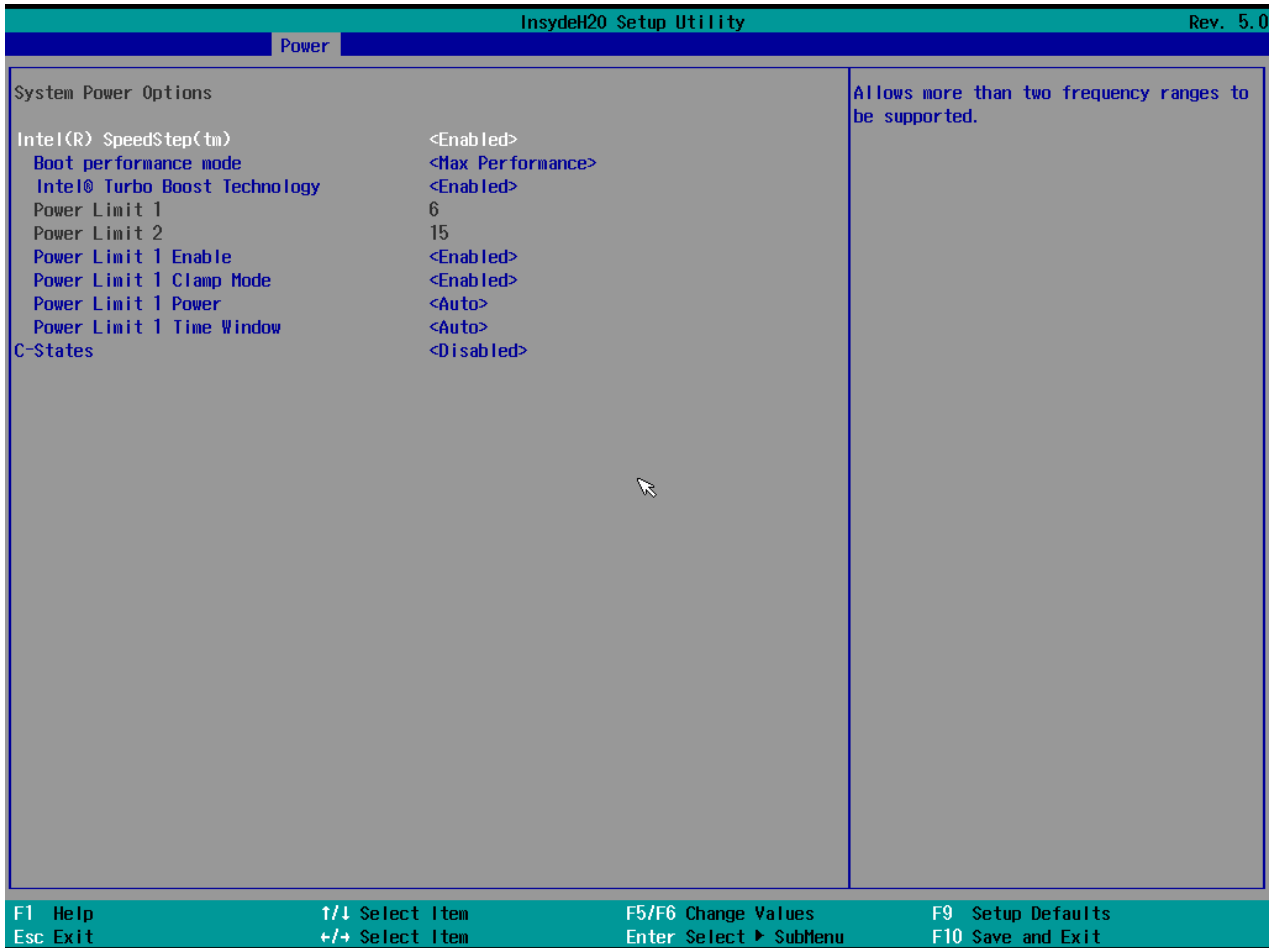 InsydeH2O Setup Utility Rev. 5.0
Power
System Power Options
Allows more than two frequency ranges to
be supported.
Intel(R) SpeedStep(tm) <Enabled>
Boot performance mode <Max Performance>
Intel® Turbo Boost Technology <Enabled>
Power Limit 1 6
Power Limit 2 15
Power Limit 1 Enable <Enabled>
Power Limit 1 Clamp Mode <Enabled>
Power Limit 1 Power <Auto>
Power Limit 1 Time Window <Auto>
C-States <Disabled>
F1 Help ↑/↓ Select Item F5/F6 Change Values F9 Setup Defaults
Esc Exit ←/→ Select Item Enter Select ▶ SubMenu F10 Save and Exit